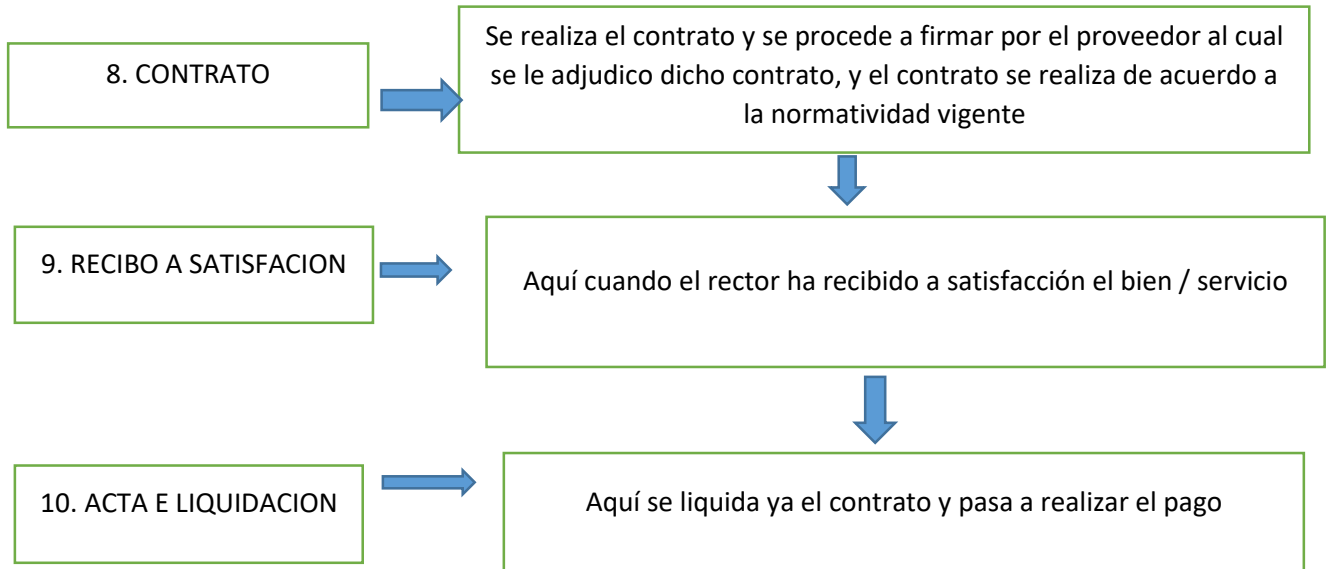 8. CONTRATO
Se realiza el contrato y se procede a firmar por el proveedor al cual
se le adjudico dicho contrato, y el contrato se realiza de acuerdo a
la normatividad vigente
9. RECIBO A SATISFACION
Aquí cuando el rector ha recibido a satisfacción el bien / servicio
10. ACTA E LIQUIDACION
Aquí se liquida ya el contrato y pasa a realizar el pago